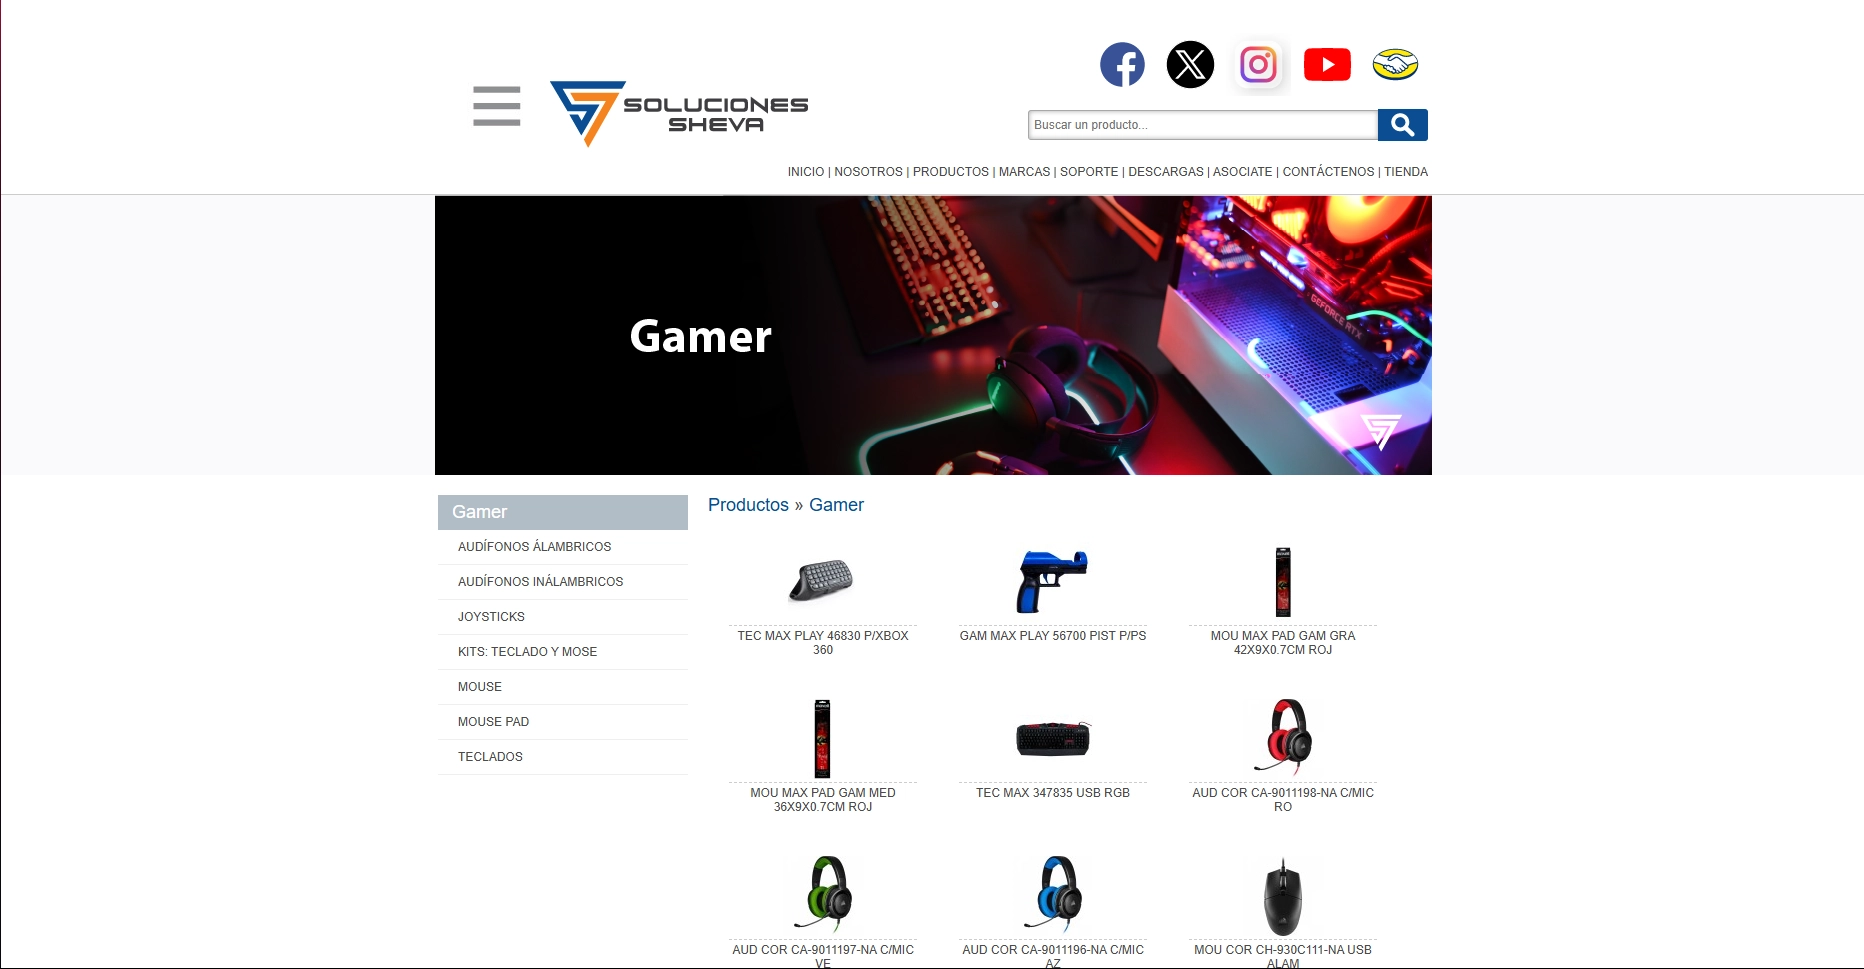 SOLUCIONES
SHEVA
Buscar un producto...
INICIO | NOSOTROS | PRODUCTOS | MARCAS | SOPORTE | DESCARGAS | ASOCIATE | CONTÁCTENOS | TIENDA
Gamer
GEFORCE RTX
Gamer
AUDÍFONOS ÁLAMBRICOS
AUDÍFONOS INÁLAMBRICOS
JOYSTICKS
KITS: TECLADO Y MOSE
MOUSE
MOUSE PAD
TECLADOS
Productos » Gamer
TEC MAX PLAY 46830 P/XBOX
360
GAM MAX PLAY 56700 PIST P/PS
MOU MAX PAD GAM GRA
42X9X0.7CM ROJ
MOU MAX PAD GAM MED
36X9X0.7CM ROJ
TEC MAX 347835 USB RGB
AUD COR CA-9011198-NA C/MIC
RO
AUD COR CA-9011197-NA C/MIC
VE
AUD COR CA-9011196-NA C/MIC
AZ
MOU COR CH-930C111-NA USB
ALAM